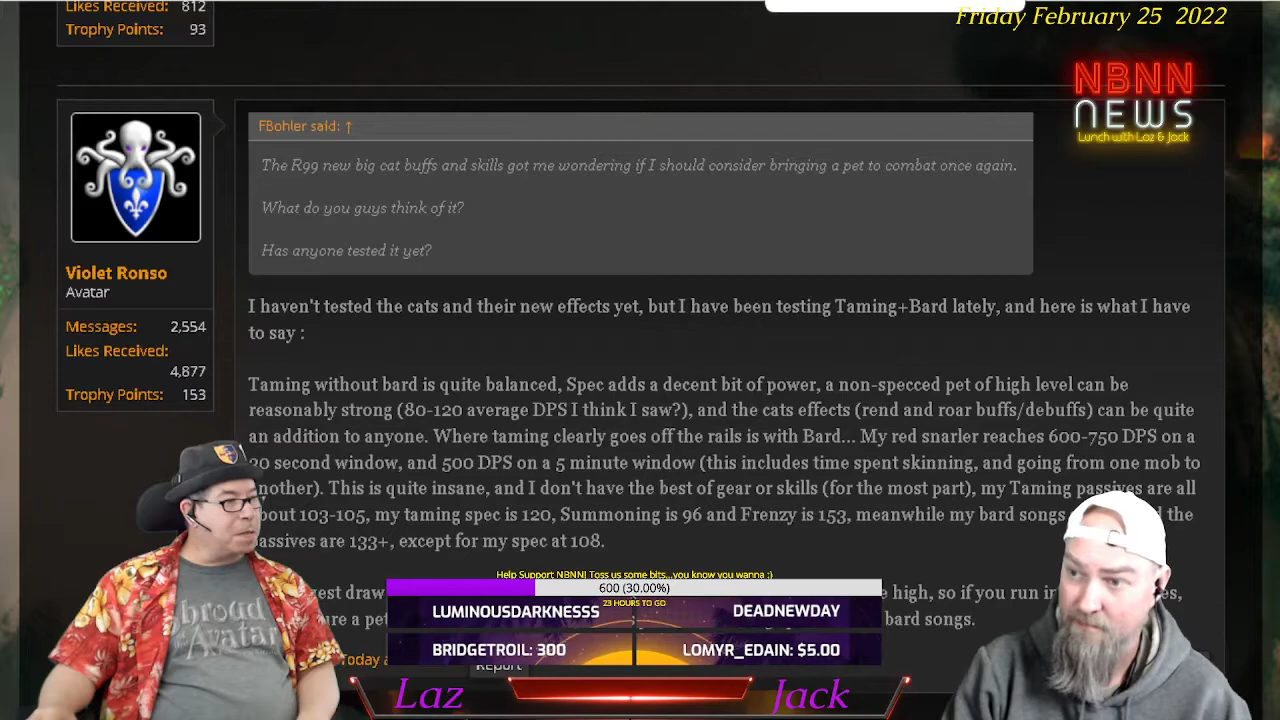 Likes Received: 812
Trophy Points: 93
Friday February 25 2022
NBNN
NEWS
Lunch with Laz & Jack
FBohler said: ↑
The R99 new big cat buffs and skills got me wondering if I should consider bringing a pet to combat once again.
What do you guys think of it?
Has anyone tested it yet?
Violet Ronso
Avatar
Messages: 2,554
Likes Received:
4,877
Trophy Points: 153
I haven't tested the cats and their new effects yet, but I have been testing Taming+Bard lately, and here is what I have
to say :
Taming without bard is quite balanced, Spec adds a decent bit of power, a non-specced pet of high level can be
reasonably strong (80-120 average DPS I think I saw?), and the cats effects (rend and roar buffs/debuffs) can be quite
an addition to anyone. Where taming clearly goes off the rails is with Bard... My red snarler reaches 600-750 DPS on a
second window, and 500 DPS on a 5 minute window (this includes time spent skinning, and going from one mob to
another). This is quite insane, and I don't have the best of gear or skills (for the most part), my Taming passives are all
about 103-105, my taming spec is 120, Summoning is 96 and Frenzy is 153, meanwhile my bard songs the
passives are 133+, except for my spec at 108.
draw high, so if you run
a bard songs.
Today
Report
Help Support NBNN! Toss us some bits...you know you wanna :)
600 (30.00%)
23 HOURS TO GO
LUMINOUSDARKNESSS DEADNEWDAY
BRIDGETROIL: 300 LOMYR_EDAIN: $5.00
Shroud
of the
Avatar
Laz Jack